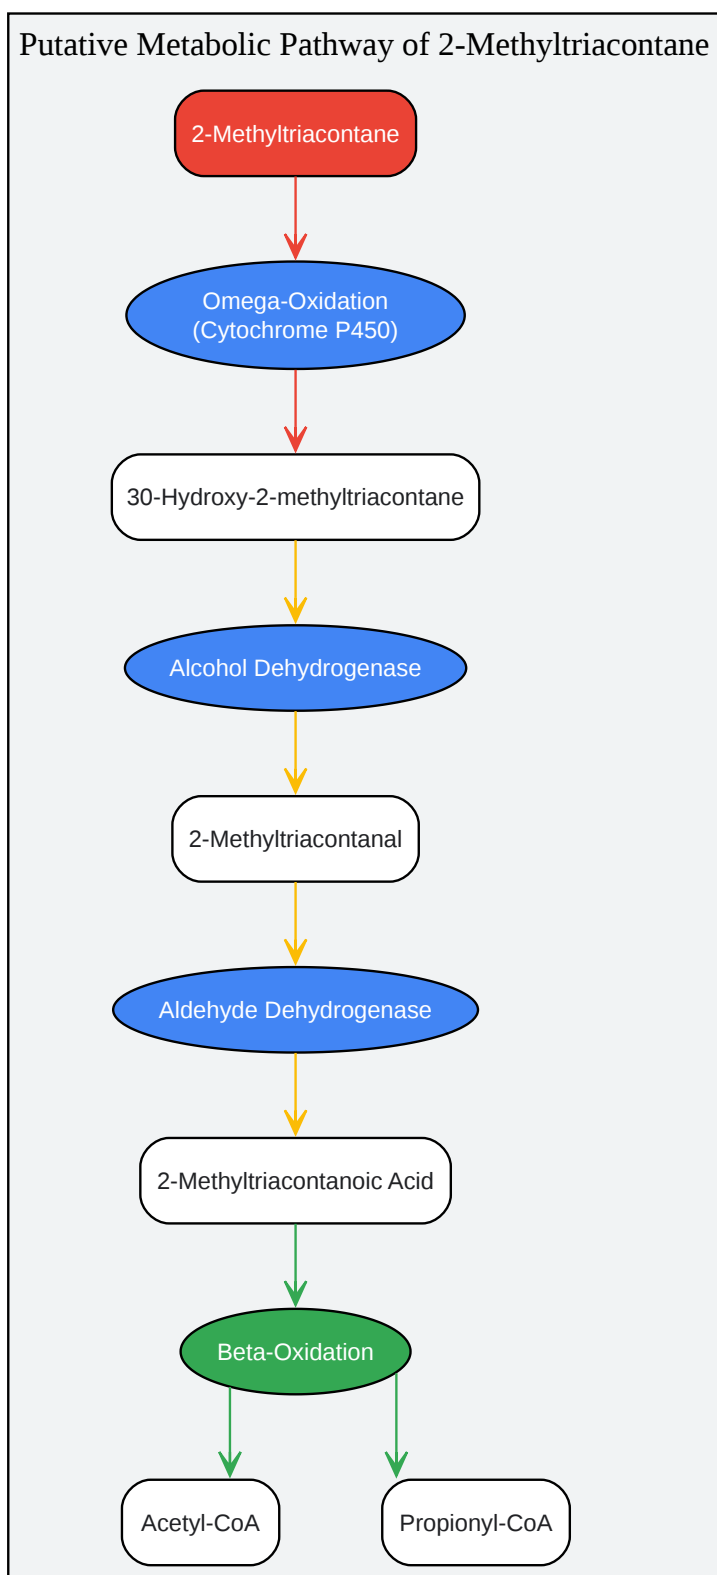 Putative Metabolic Pathway of 2-Methyltriacontane
2-Methyltriacontane
Omega-Oxidation
(Cytochrome P450)
30-Hydroxy-2-methyltriacontane
Alcohol Dehydrogenase
2-Methyltriacontanal
Aldehyde Dehydrogenase
2-Methyltriacontanoic Acid
Beta-Oxidation
Acetyl-CoA
Propionyl-CoA